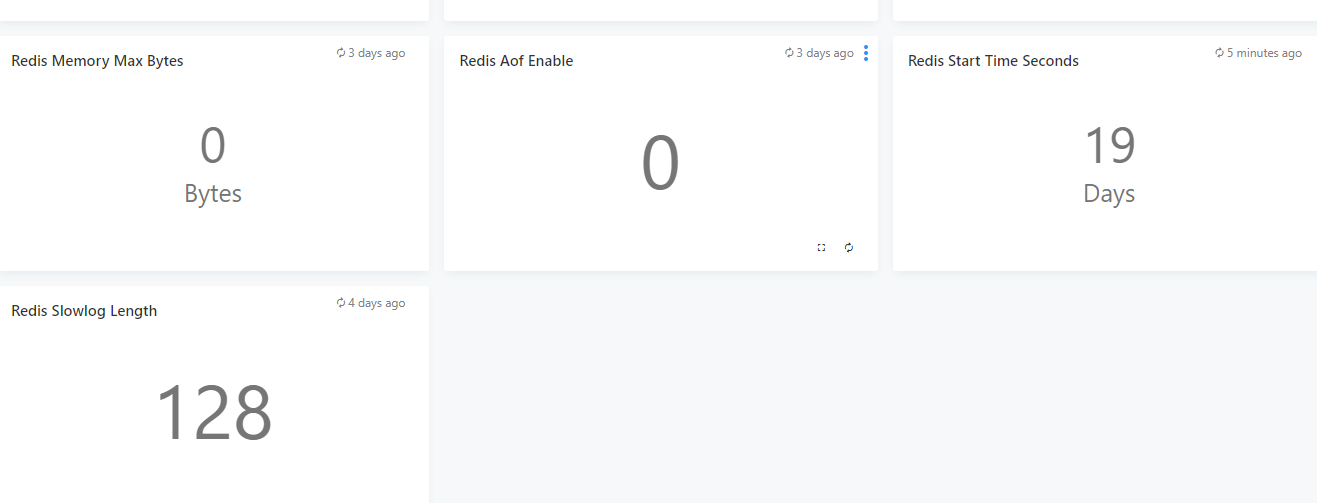 Redis Memory Max Bytes
3 days ago
0
Bytes
Redis Aof Enable
3 days ago
0
Redis Start Time Seconds
5 minutes ago
19
Days
Redis Slowlog Length
4 days ago
128